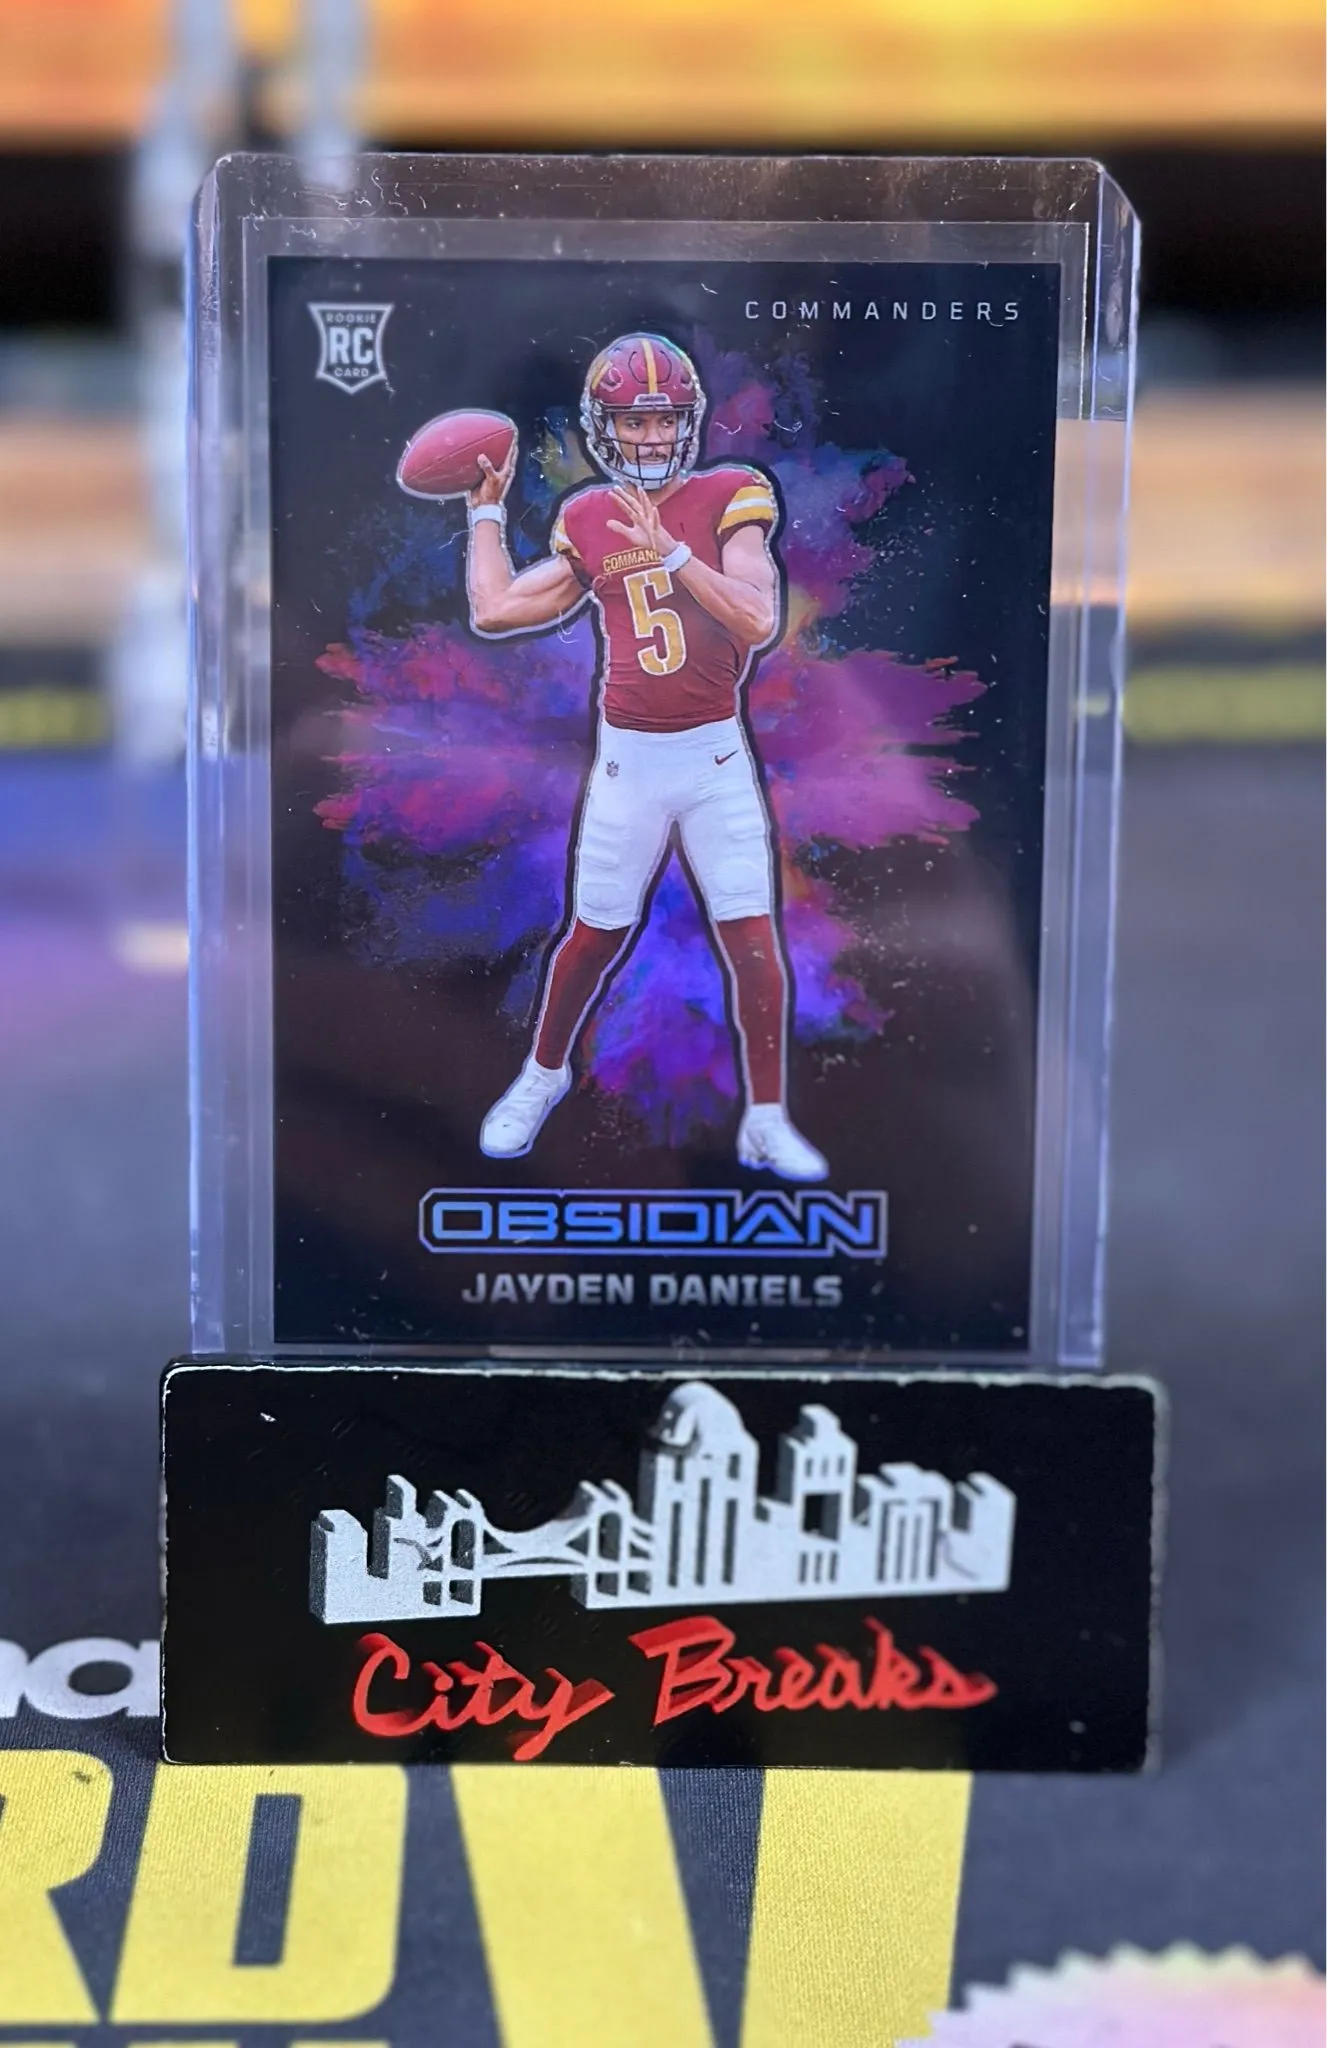 COMMANDERS
ROOKIE
RC
CARD
COMMAN
5
OBSIDIAN
JAYDEN DANIELS
City Breaks